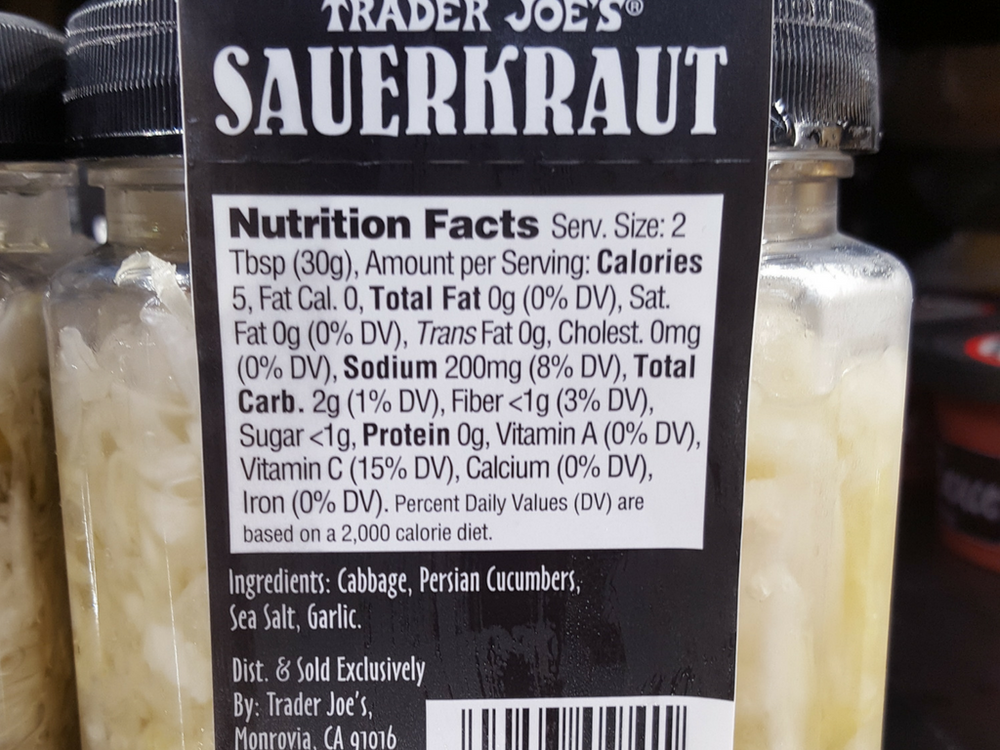 TRADER JOE'S®
SAUERKRAUT
Nutrition Facts Serv. Size: 2
Tbsp (30g), Amount per Serving: Calories
5, Fat Cal. 0, Total Fat 0g (0% DV), Sat.
Fat 0g (0% DV), Trans Fat 0g, Cholest. 0mg
(0% DV), Sodium 200mg (8% DV), Total
Carb. 2g (1% DV), Fiber <1g (3% DV),
Sugar <1g, Protein 0g, Vitamin A (0% DV),
Vitamin C (15% DV), Calcium (0% DV),
Iron (0% DV). Percent Daily Values (DV) are
based on a 2,000 calorie diet.
Ingredients: Cabbage, Persian Cucumbers,
Sea Salt, Garlic.
Dist. & Sold Exclusively
By: Trader Joe's,
Monrovia, CA 91016